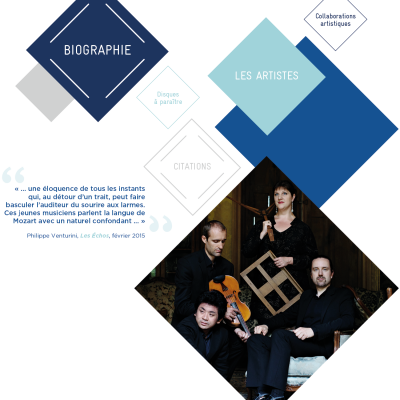 Collaborations
artistiques
BIOGRAPHIE
LES ARTISTES
Disques
à paraître
CITATIONS
“
« ... une éloquence de tous les instants
qui, au détour d'un trait, peut faire
basculer l'auditeur du sourire aux larmes.
Ces jeunes musiciens parlent la langue de
Mozart avec un naturel confondant ... »
”
Philippe Venturini, Les Échos, février 2015